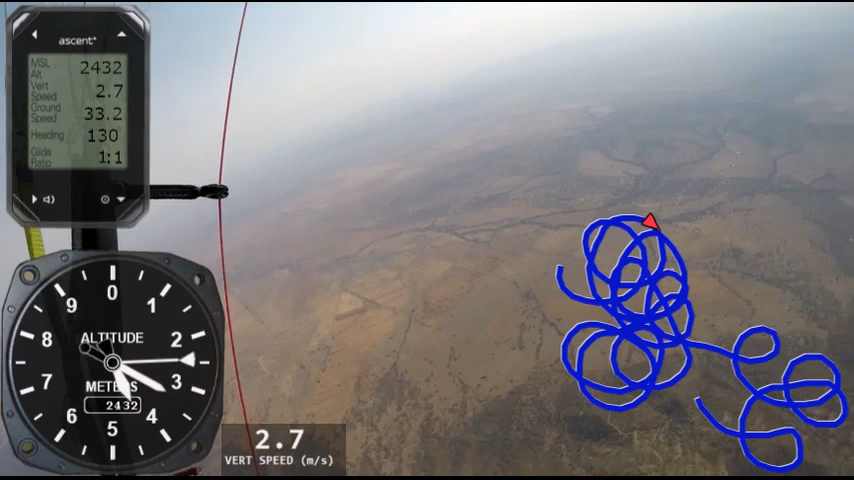 ascent
MSL Alt 2432
Vert Speed 2.7
Ground Speed 33.2
Heading 130
Glide Ratio 1:1
0
9 1
ALTITUDE
8 2
7 3
METERS
2432
6 4
5
2.7
VERT SPEED (m/s)